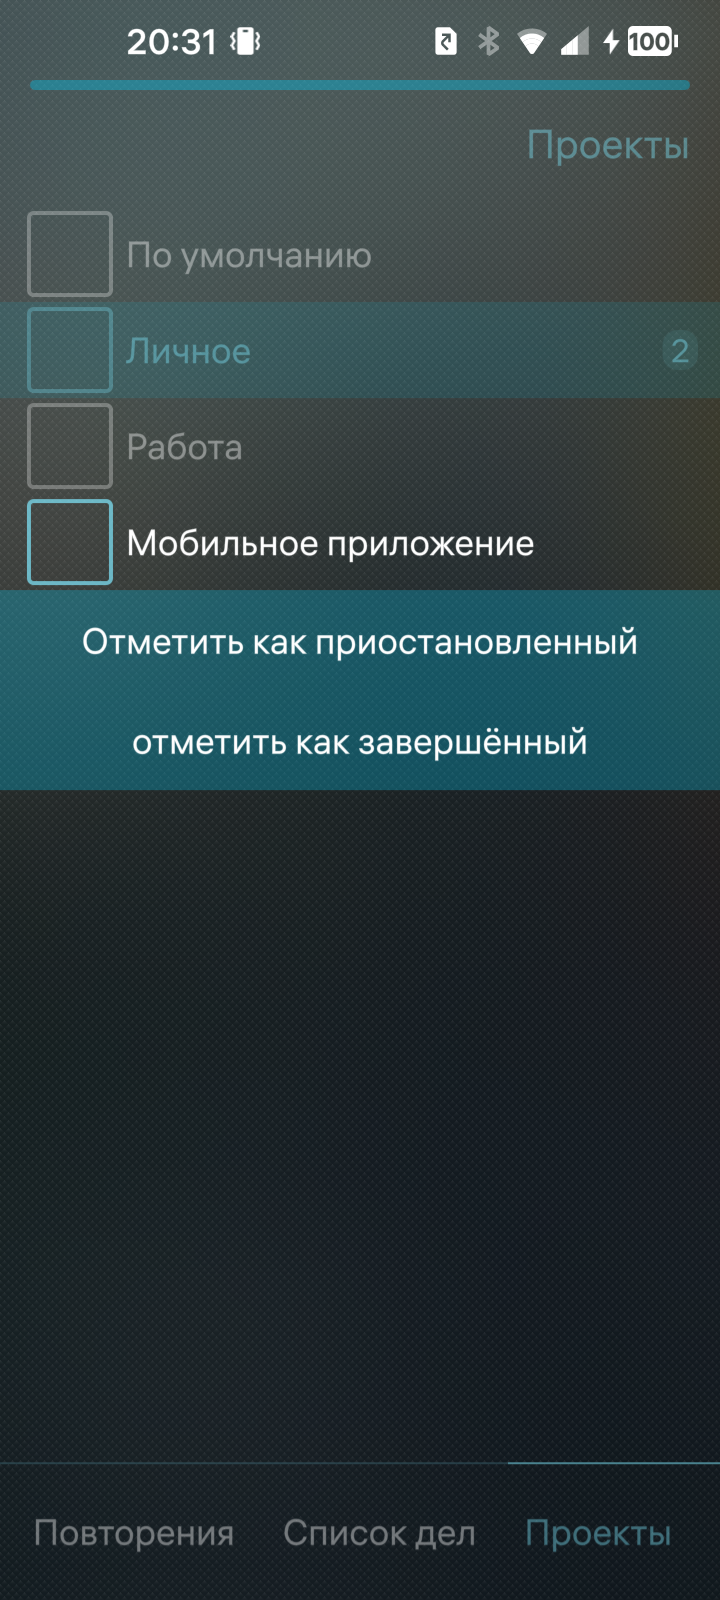 20:31
100
Проекты
По умолчанию
Личное
2
Работа
Мобильное приложение
Отметить как приостановленный
отметить как завершённый
Повторения
Список дел
Проекты